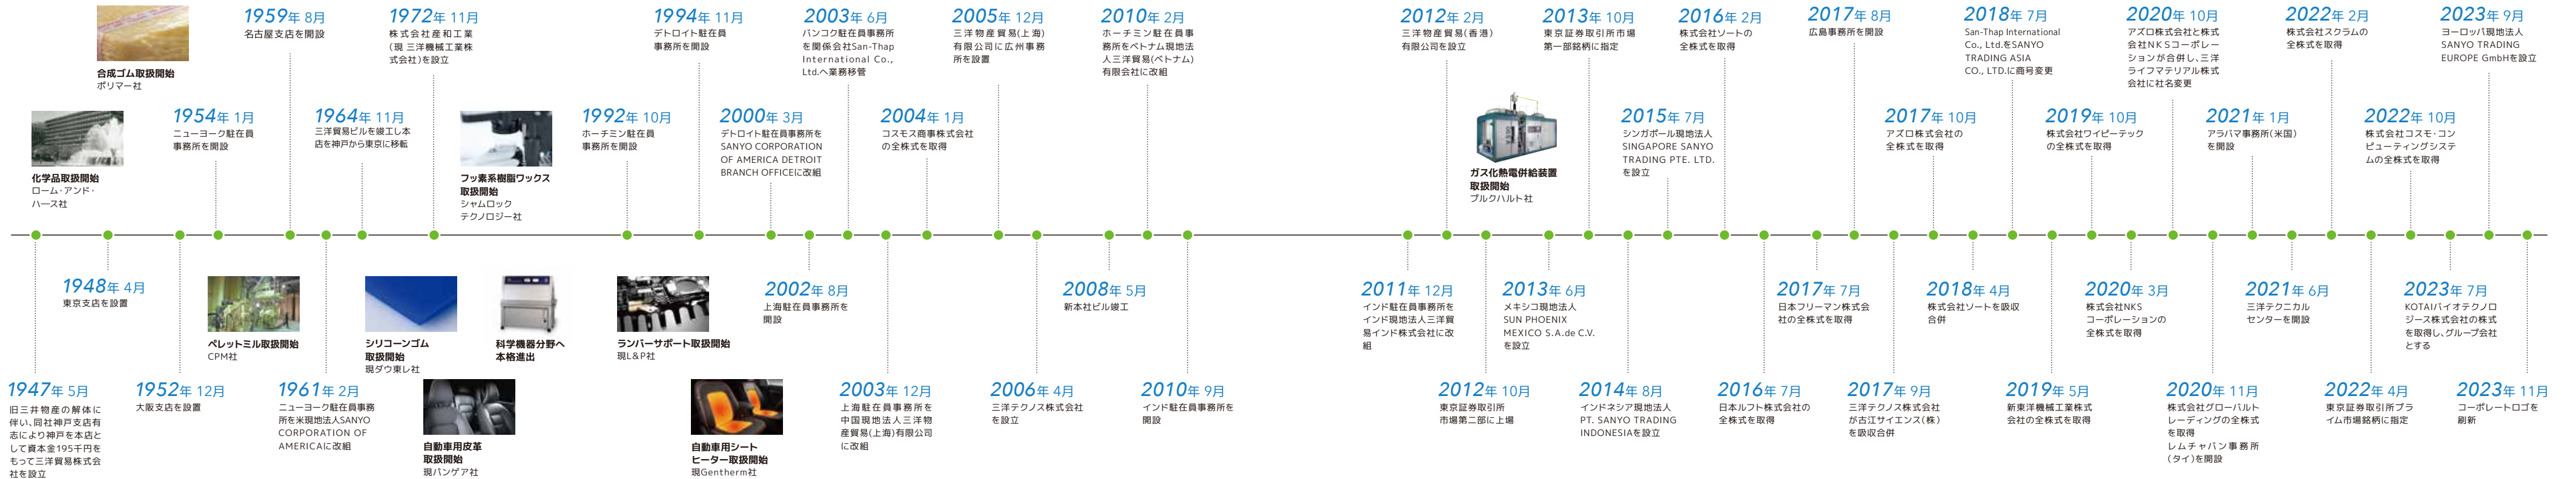 1947年 5月
旧三井物産の解体に
伴い、同社神戸支店有
志により神戸を本店と
して資本金195千円を
もって三洋貿易株式会
社を設立
化学品取扱開始
ローム・アンド・
ハース社
1948年 4月
東京支店を設置
合成ゴム取扱開始
ポリマー社
1952年 12月
大阪支店を設置
1954年 1月
ニューヨーク駐在員
事務所を開設
ペレットミル取扱開始
CPM社
1959年 8月
名古屋支店を開設
1961年 2月
ニューヨーク駐在員事務
所を米現地法人SANYO
CORPORATION OF
AMERICAに改組
1964年 11月
三洋貿易ビルを竣工し本
店を神戸から東京に移転
シリコーンゴム
取扱開始
現ダウ東レ社
1972年 11月
株式会社産和工業
(現 三洋機械工業株
式会社)を設立
自動車用皮革
取扱開始
現パンゲア社
フッ素系樹脂ワックス
取扱開始
シャムロック
テクノロジー社
科学機器分野へ
本格進出
1992年 10月
ホーチミン駐在員
事務所を開設
ランバーサポート取扱開始
現L&P社
1994年 11月
デトロイト駐在員
事務所を開設
自動車用シート
ヒーター取扱開始
現Gentherm社
2000年 3月
デトロイト駐在員事務所を
SANYO CORPORATION
OF AMERICA DETROIT
BRANCH OFFICEに改組
2002年 8月
上海駐在員事務所を
開設
2003年 6月
バンコク駐在員事務所
を関係会社San-Thap
International Co.,
Ltd.へ業務移管
2003年 12月
上海駐在員事務所を
中国現地法人三洋物
産貿易(上海)有限公司
に改組
2004年 1月
コスモス商事株式会社
の全株式を取得
2005年 12月
三洋物産貿易(上海)
有限公司に広州事務
所を設置
2006年 4月
三洋テクノス株式会社
を設立
2008年 5月
新本社ビル竣工
2010年 2月
ホーチミン駐在員事
務所をベトナム現地法
人三洋貿易(ベトナム)
有限会社に改組
2010年 9月
インド駐在員事務所を
開設
2011年 12月
インド駐在員事務所を
インド現地法人三洋貿
易インド株式会社に改
組
2012年 2月
三洋物産貿易(香港)
有限公司を設立
2012年 10月
東京証券取引所
市場第二部に上場
ガス化熱電併給装置
取扱開始
ブルクハルト社
2013年 6月
メキシコ現地法人
SUN PHOENIX
MEXICO S.A.de C.V.
を設立
2013年 10月
東京証券取引所市場
第一部銘柄に指定
2014年 8月
インドネシア現地法人
PT. SANYO TRADING
INDONESIAを設立
2015年 7月
シンガポール現地法人
SINGAPORE SANYO
TRADING PTE. LTD.
を設立
2016年 2月
株式会社ソートの
全株式を取得
2016年 7月
日本ルフト株式会社の
全株式を取得
2017年 7月
日本フリーマン株式会
社の全株式を取得
2017年 8月
広島事務所を開設
2017年 9月
三洋テクノス株式会社
が古江サイエンス(株)
を吸収合併
2017年 10月
アズロ株式会社の
全株式を取得
2018年 4月
株式会社ソートを吸収
合併
2018年 7月
San-Thap International
Co., Ltd.をSANYO
TRADING ASIA
CO., LTD.に商号変更
2019年 5月
新東洋機械工業株式
会社の全株式を取得
2019年 10月
株式会社ワイピーテック
の全株式を取得
2020年 3月
株式会社NKS
コーポレーションの
全株式を取得
2020年 10月
アズロ株式会社と株式
会社NKSコーポレー
ションが合併し、三洋
ライフマテリアル株式
会社に社名変更
2020年 11月
株式会社グローバルト
レーディングの全株式
を取得
レムチャバン事務所
(タイ)を開設
2021年 1月
アラバマ事務所(米国)
を開設
2021年 6月
三洋テクニカル
センターを開設
2022年 2月
株式会社スクラムの
全株式を取得
2022年 4月
東京証券取引所プラ
イム市場銘柄に指定
2022年 10月
株式会社コスモ・コン
ピューティングシステ
ムの全株式を取得
2023年 7月
KOTAIバイオテクノロ
ジーズ株式会社の株式
を取得し、グループ会社
とする
2023年 9月
ヨーロッパ現地法人
SANYO TRADING
EUROPE GmbHを設立
2023年 11月
コーポレートロゴを
刷新